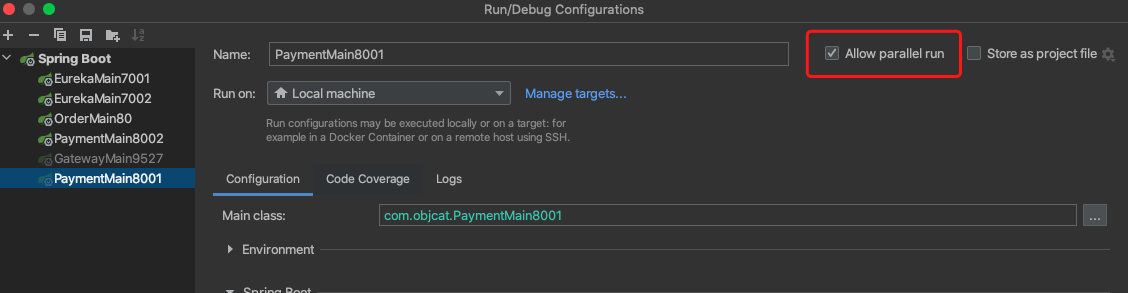 Run/Debug Configurations
Spring Boot
EurekaMain7001
EurekaMain7002
OrderMain80
PaymentMain8002
GatewayMain9527
PaymentMain8001
Name: PaymentMain8001 Allow parallel run Store as project file
Run on: Local machine Manage targets...
Run configurations may be executed locally or on a target: for
example in a Docker Container or on a remote host using SSH.
Configuration Code Coverage Logs
Main class: com.objcat.PaymentMain8001 ...
Environment
Spring Boot